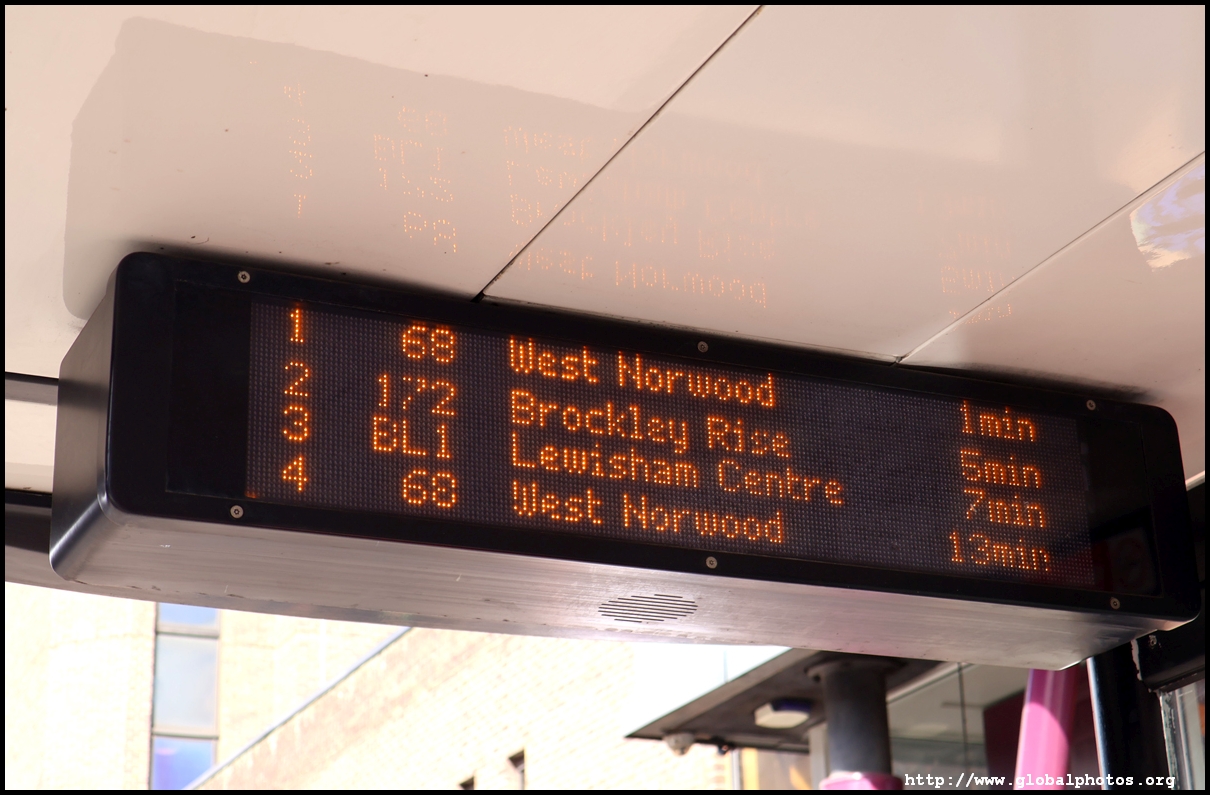 1 68 West Norwood 1min
2 172 Brockley Rise 5min
3 BL1 Lewisham Centre 7min
4 68 West Norwood 13min
http://www.globalphotos.org